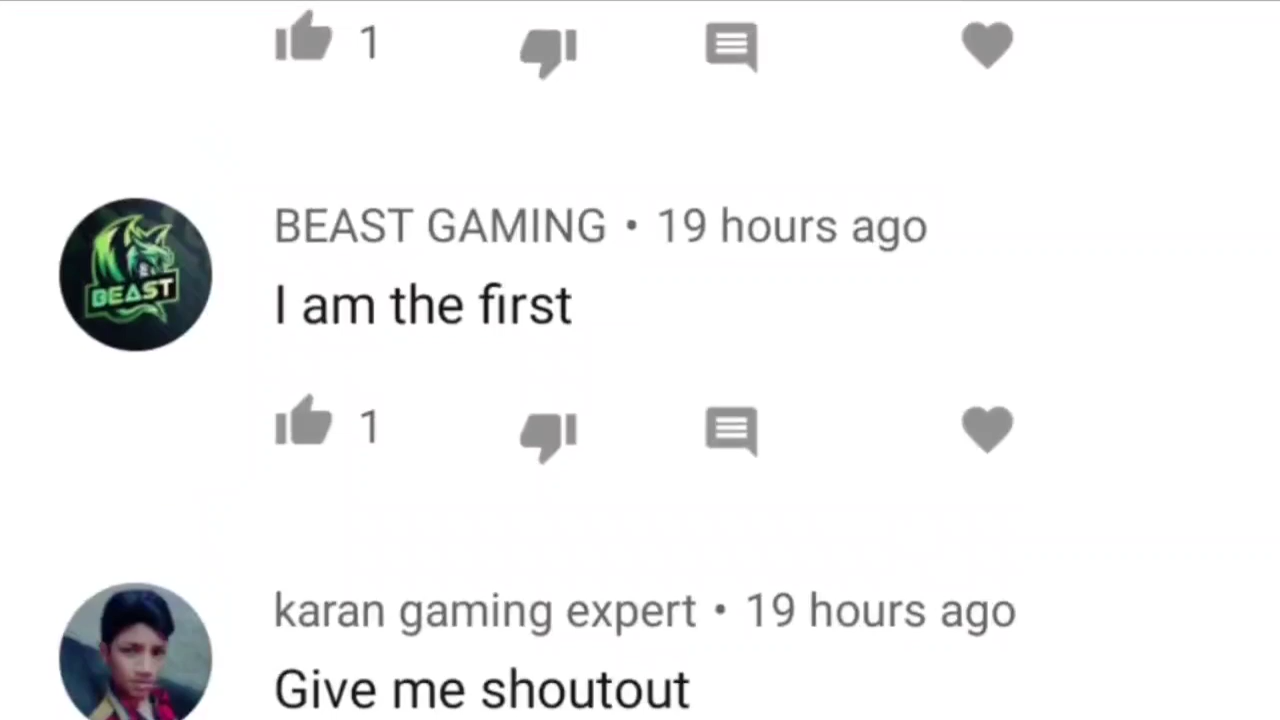 1
BEAST GAMING • 19 hours ago
BEAST
I am the first
1
karan gaming expert • 19 hours ago
Give me shoutout